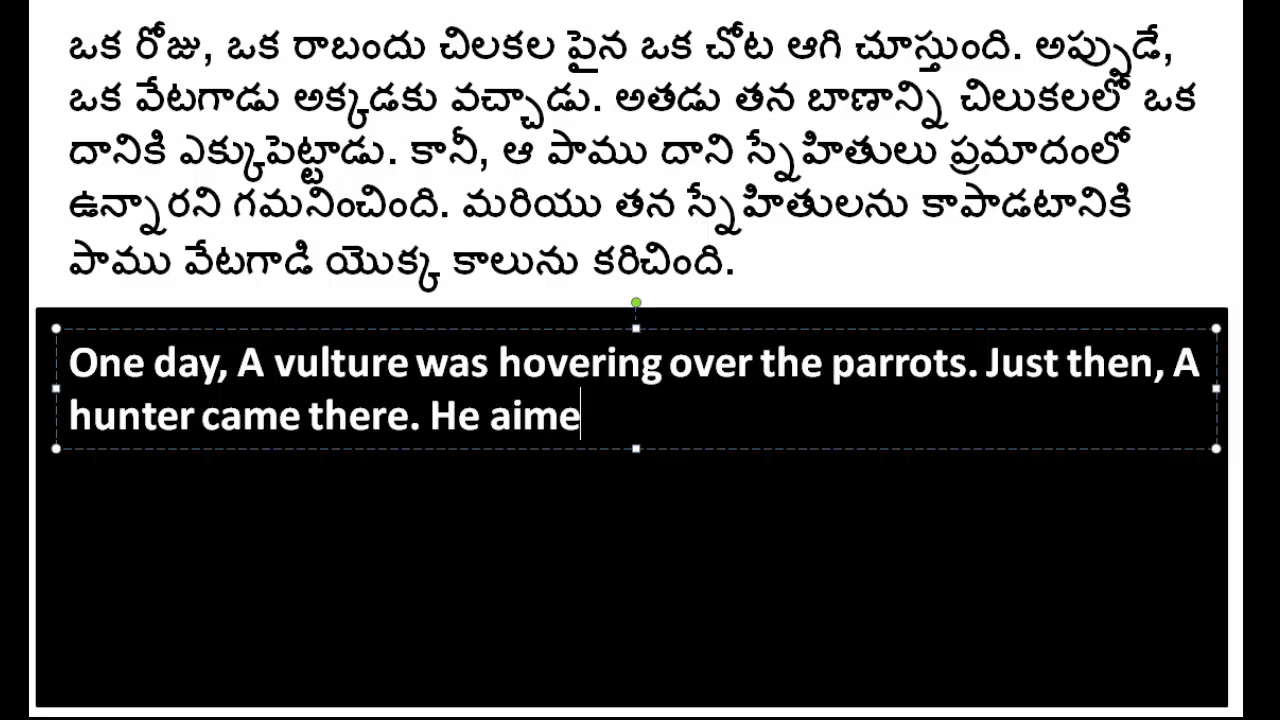 ఒక రోజు, ఒక రాబందు చిలకల పైన ఒక చోట ఆగి చూస్తుంది. అప్పుడే,
ఒక వేటగాడు అక్కడకు వచ్చాడు. అతడు తన బాణాన్ని చిలుకలలో ఒక
దానికి ఎక్కుపెట్టాడు. కానీ, ఆ పాము దాని స్నేహితులు ప్రమాదంలో
ఉన్నారని గమనించింది. మరియు తన స్నేహితులను కాపాడటానికి
పాము వేటగాడి యొక్క కాలును కరిచింది.
One day, A vulture was hovering over the parrots. Just then, A
hunter came there. He aime